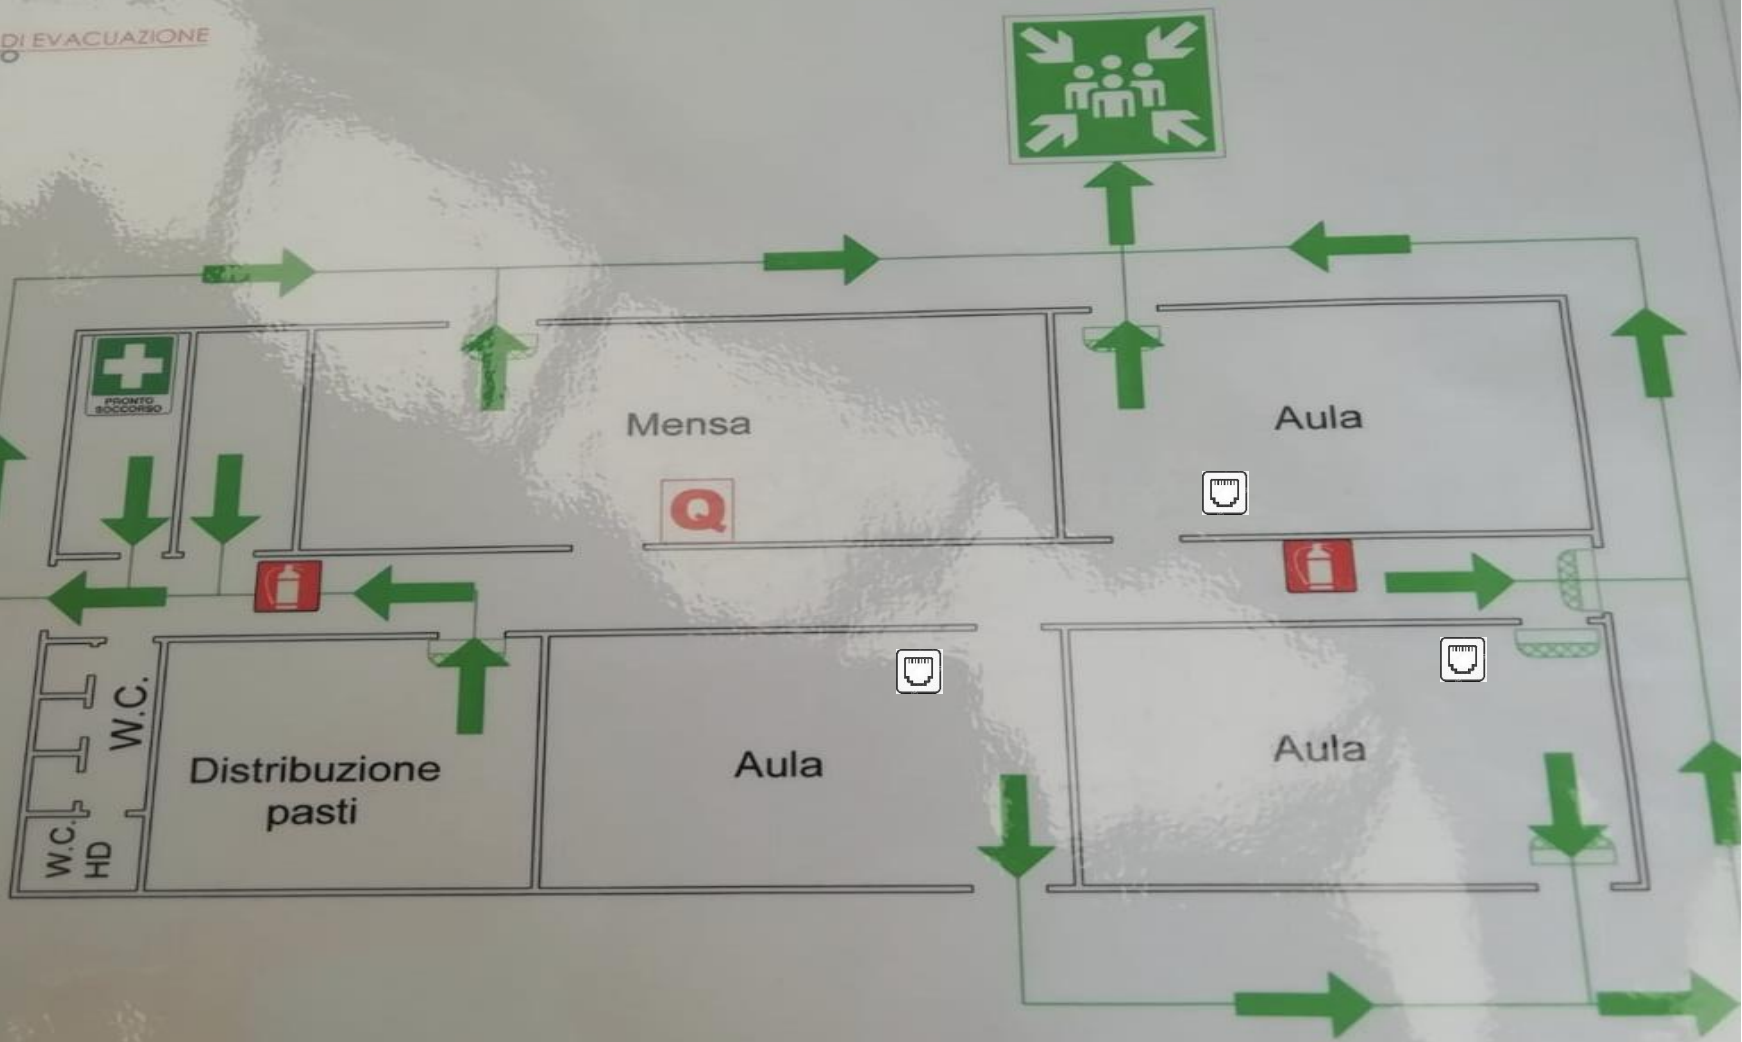 DI EVACUAZIONE
O
PRONTO
SOCCORSO
Mensa
Aula
Q
W.C.
Distribuzione
pasti
Aula
Aula
W.C.
HD